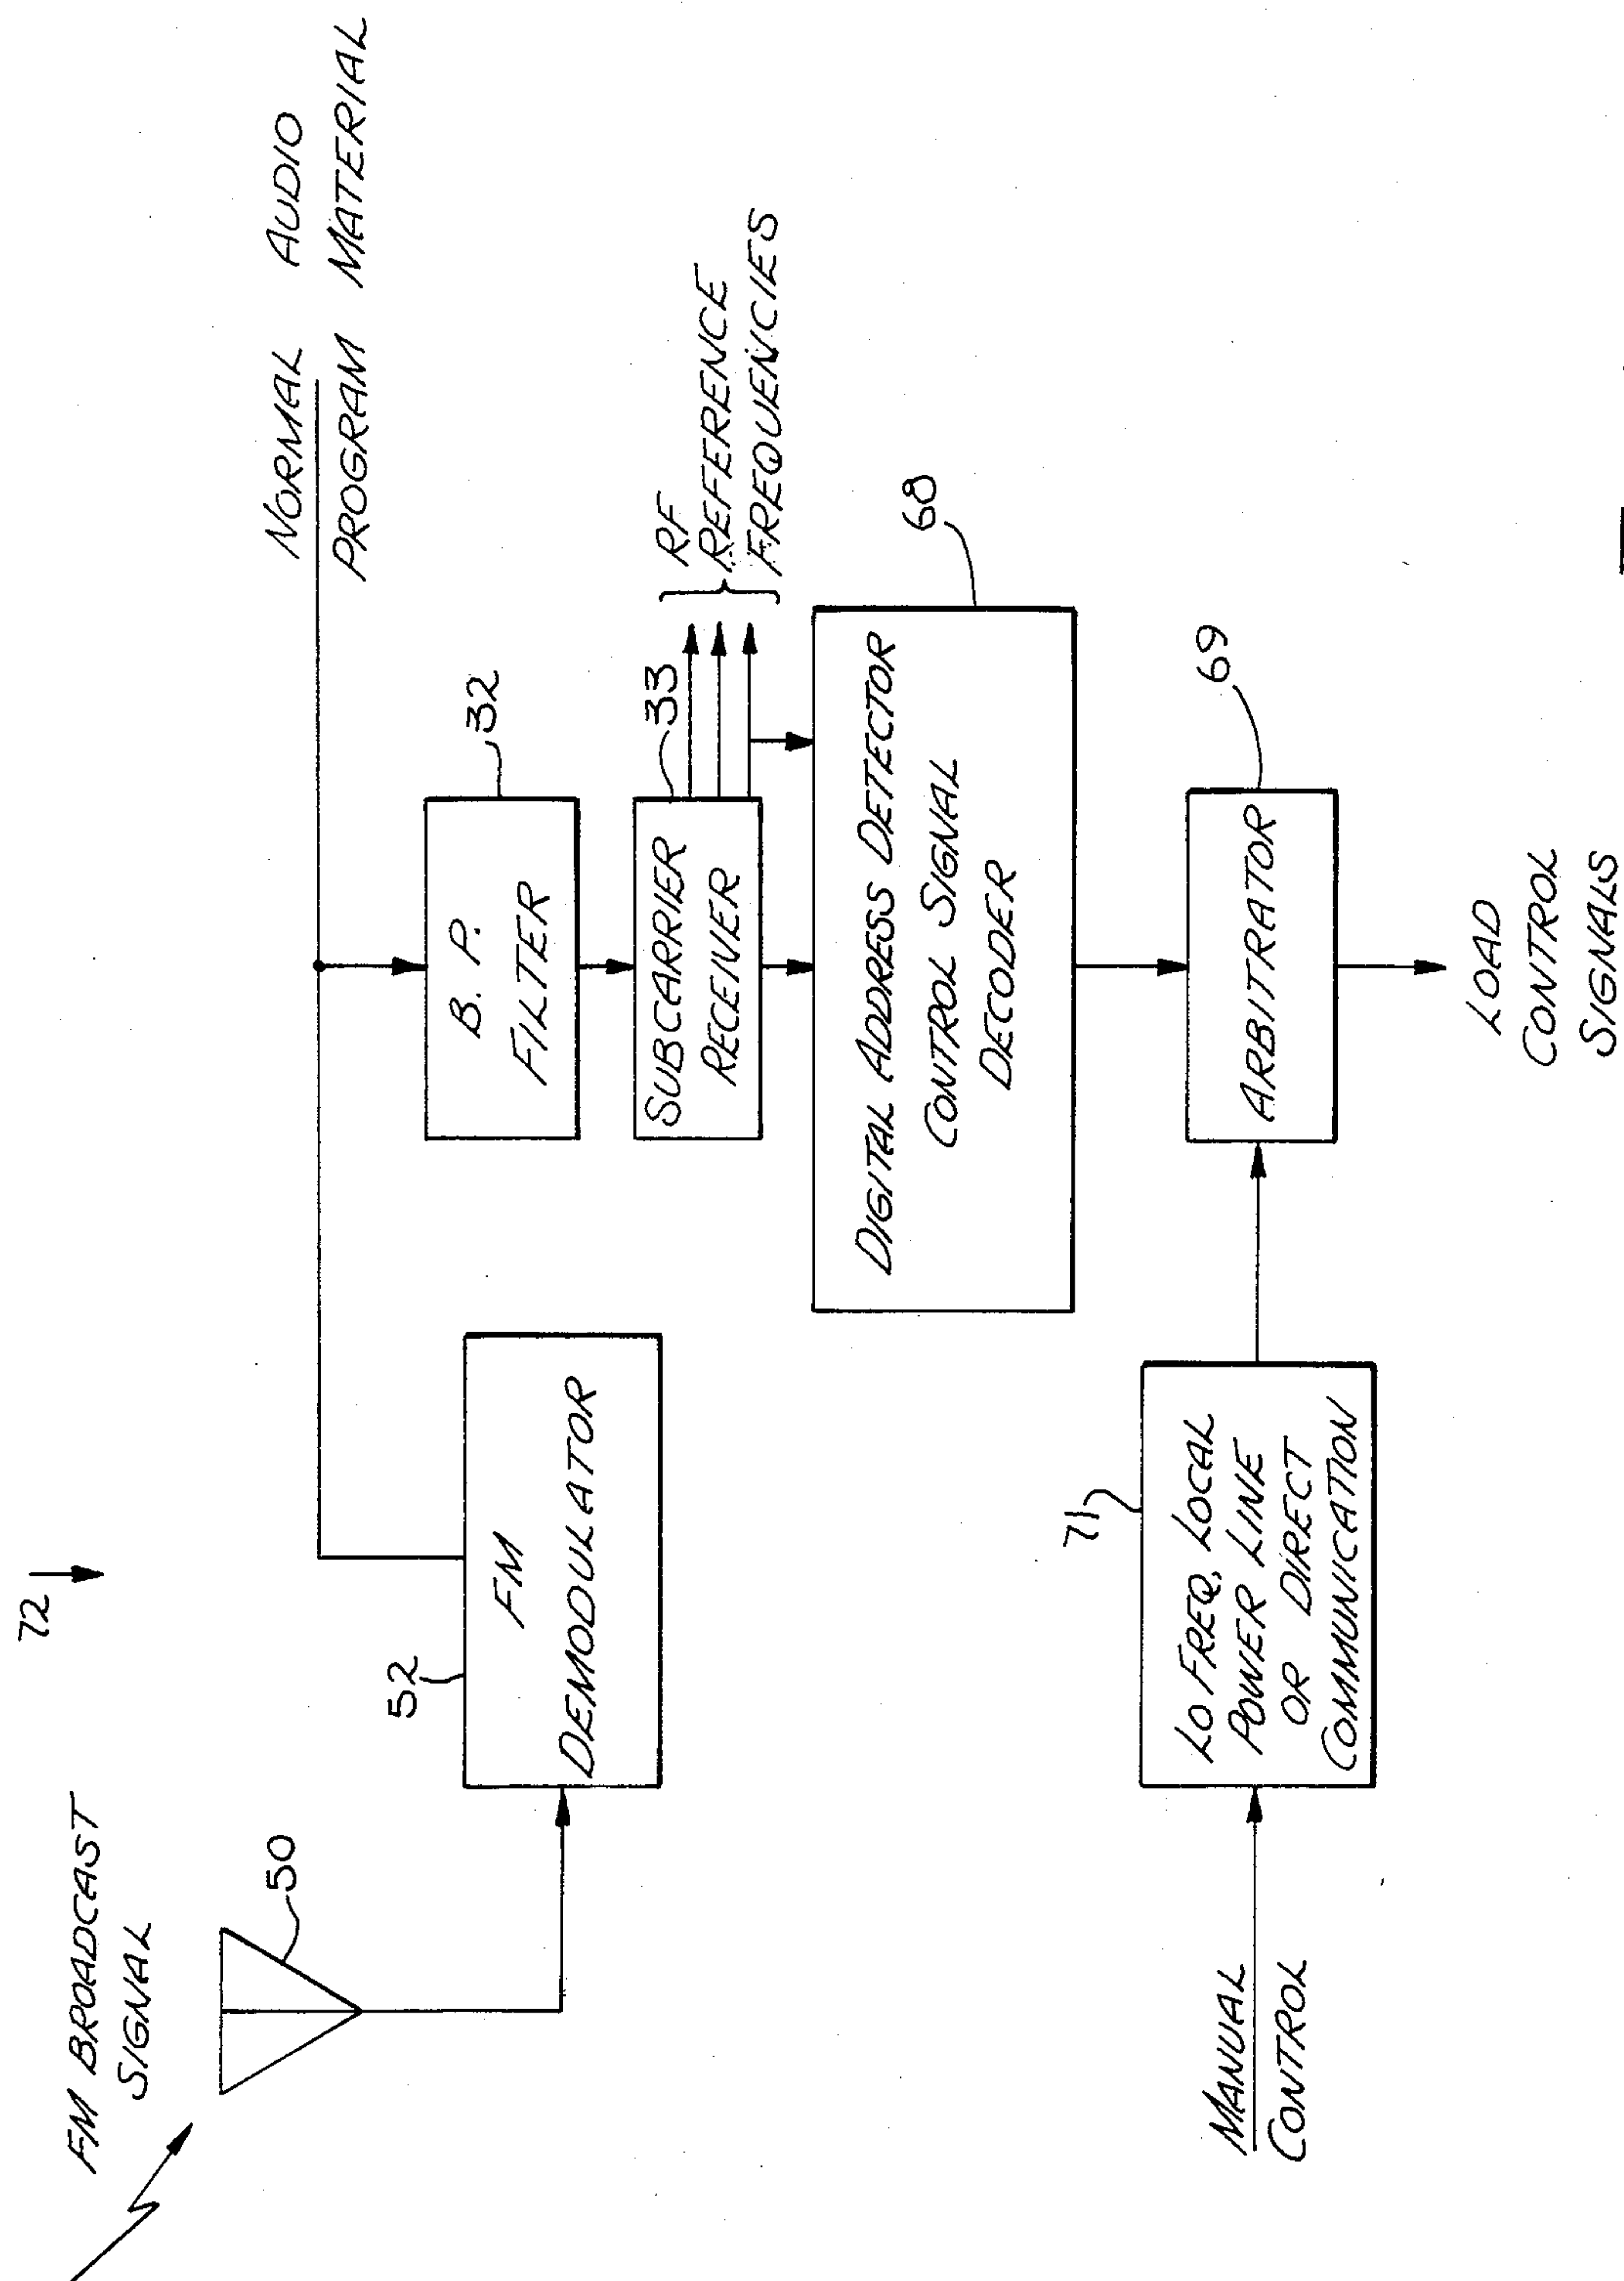 72
FM BROADCAST
SIGNAL
50
52
FM
DEMODULATOR
NORMAL AUDIO
PROGRAM MATERIAL
B. P.
FILTER
32
SUBCARRIER
RECEIVER
33
RF
REFERENCE
FREQUENCIES
DIGITAL ADDRESS DETECTOR
CONTROL SIGNAL
DECODER
68
MANUAL
CONTROL
71
LO FREQ, LOCAL
POWER LINE
OR DIRECT
COMMUNICATION
ARBITRATOR
69
LOAD
CONTROL
SIGNALS